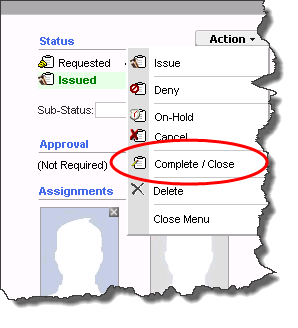 Status
Action
Requested
Issued
Sub-Status:
Issue
Deny
On-Hold
Cancel
Approval
(Not Required)
Complete / Close
Assignments
Delete
Close Menu